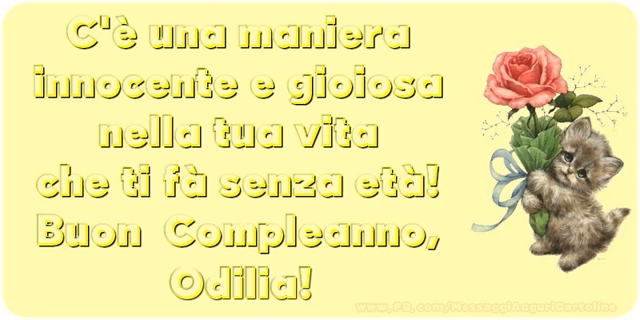 C'è una maniera
innocente e gioiosa
nella tua vita
che ti fà senza età!
Buon Compleanno,
Odilia!
www.FB.com/MessaggiAuguriCartoline